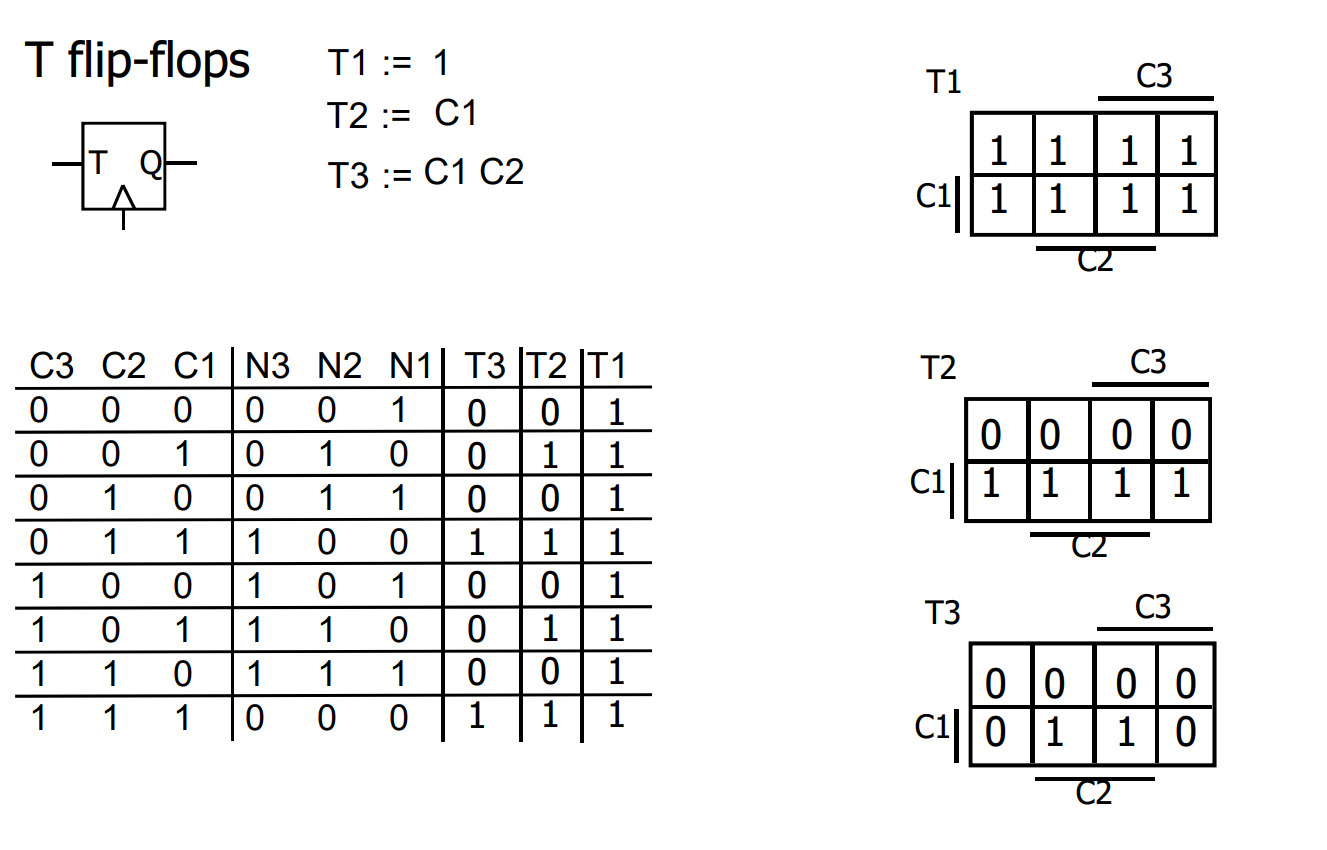 T flip-flops
T Q
T1 := 1
T2 := C1
T3 := C1 C2
C3 C2 C1 N3 N2 N1 T3 T2 T1
0 0 0 0 0 1 0 0 1
0 0 1 0 1 0 0 1 1
0 1 0 0 1 1 0 0 1
0 1 1 1 0 0 1 1 1
1 0 0 1 0 1 0 0 1
1 0 1 1 1 0 0 1 1
1 1 0 1 1 1 0 0 1
1 1 1 0 0 0 1 1 1
T1 C3
1 1 1 1
C1 1 1 1 1
C2
T2 C3
0 0 0 0
C1 1 1 1 1
C2
T3 C3
0 0 0 0
C1 0 1 1 0
C2